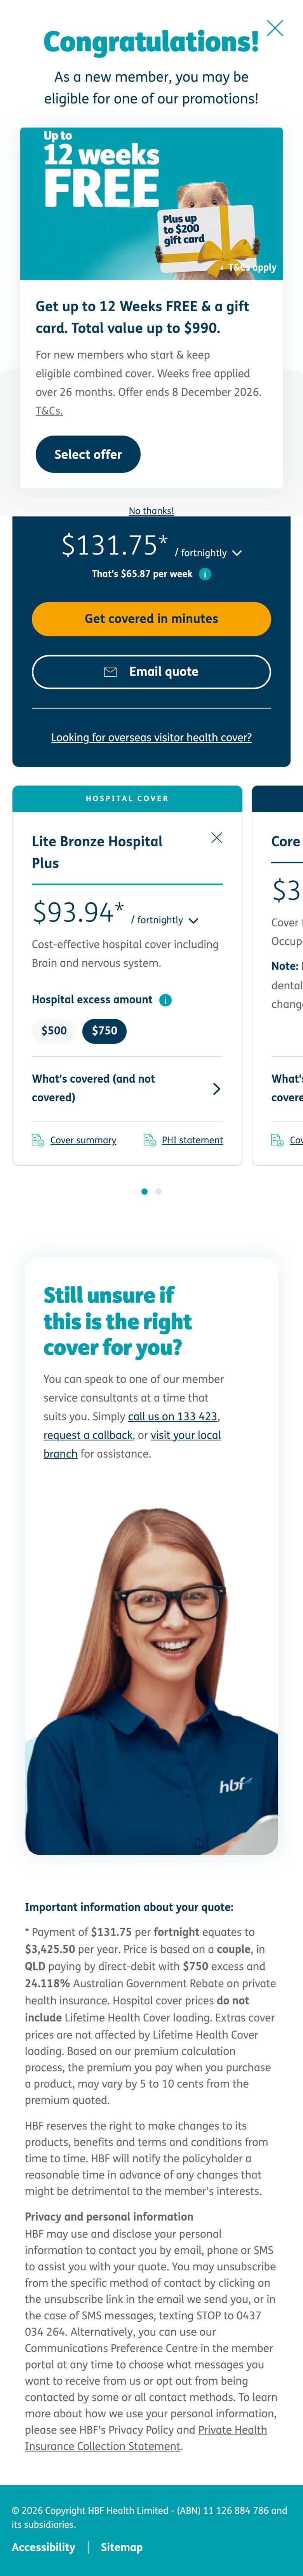 Congratulations!
As a new member, you may be
eligible for one of our promotions!
Up to
12 weeks
FREE
Plus up
to $200
gift card
T&Cs apply
Get up to 12 Weeks FREE & a gift
card. Total value up to $990.
For new members who start & keep
eligible combined cover. Weeks free applied
over 26 months. Offer ends 8 December 2026.
T&Cs.
Select offer
No thanks!
$131.75* / fortnightly
That's $65.87 per week
Get covered in minutes
Email quote
Looking for overseas visitor health cover?
HOSPITAL COVER
Lite Bronze Hospital
Plus
$93.94* / fortnightly
Cost-effective hospital cover including
Brain and nervous system.
Hospital excess amount
$500 $750
What's covered (and not
covered)
Cover summary PHI statement
Core
$3
Cover
Occup
Note:
dental
chang
What's
covere
Cov
Still unsure if
this is the right
cover for you?
You can speak to one of our member
service consultants at a time that
suits you. Simply call us on 133 423,
request a callback, or visit your local
branch for assistance.
hbf
Important information about your quote:
* Payment of $131.75 per fortnight equates to
$3,425.50 per year. Price is based on a couple, in
QLD paying by direct-debit with $750 excess and
24.118% Australian Government Rebate on private
health insurance. Hospital cover prices do not
include Lifetime Health Cover loading. Extras cover
prices are not affected by Lifetime Health Cover
loading. Based on our premium calculation
process, the premium you pay when you purchase
a product, may vary by 5 to 10 cents from the
premium quoted.
HBF reserves the right to make changes to its
products, benefits and terms and conditions from
time to time. HBF will notify the policyholder a
reasonable time in advance of any changes that
might be detrimental to the member's interests.
Privacy and personal information
HBF may use and disclose your personal
information to contact you by email, phone or SMS
to assist you with your quote. You may unsubscribe
from the specific method of contact by clicking on
the unsubscribe link in the email we send you, or in
the case of SMS messages, texting STOP to 0437
034 264. Alternatively, you can use our
Communications Preference Centre in the member
portal at any time to choose what messages you
want to receive from us or opt out from being
contacted by some or all contact methods. To learn
more about how we use your personal information,
please see HBF's Privacy Policy and Private Health
Insurance Collection Statement.
© 2026 Copyright HBF Health Limited - (ABN) 11 126 884 786 and
its subsidiaries.
Accessibility | Sitemap